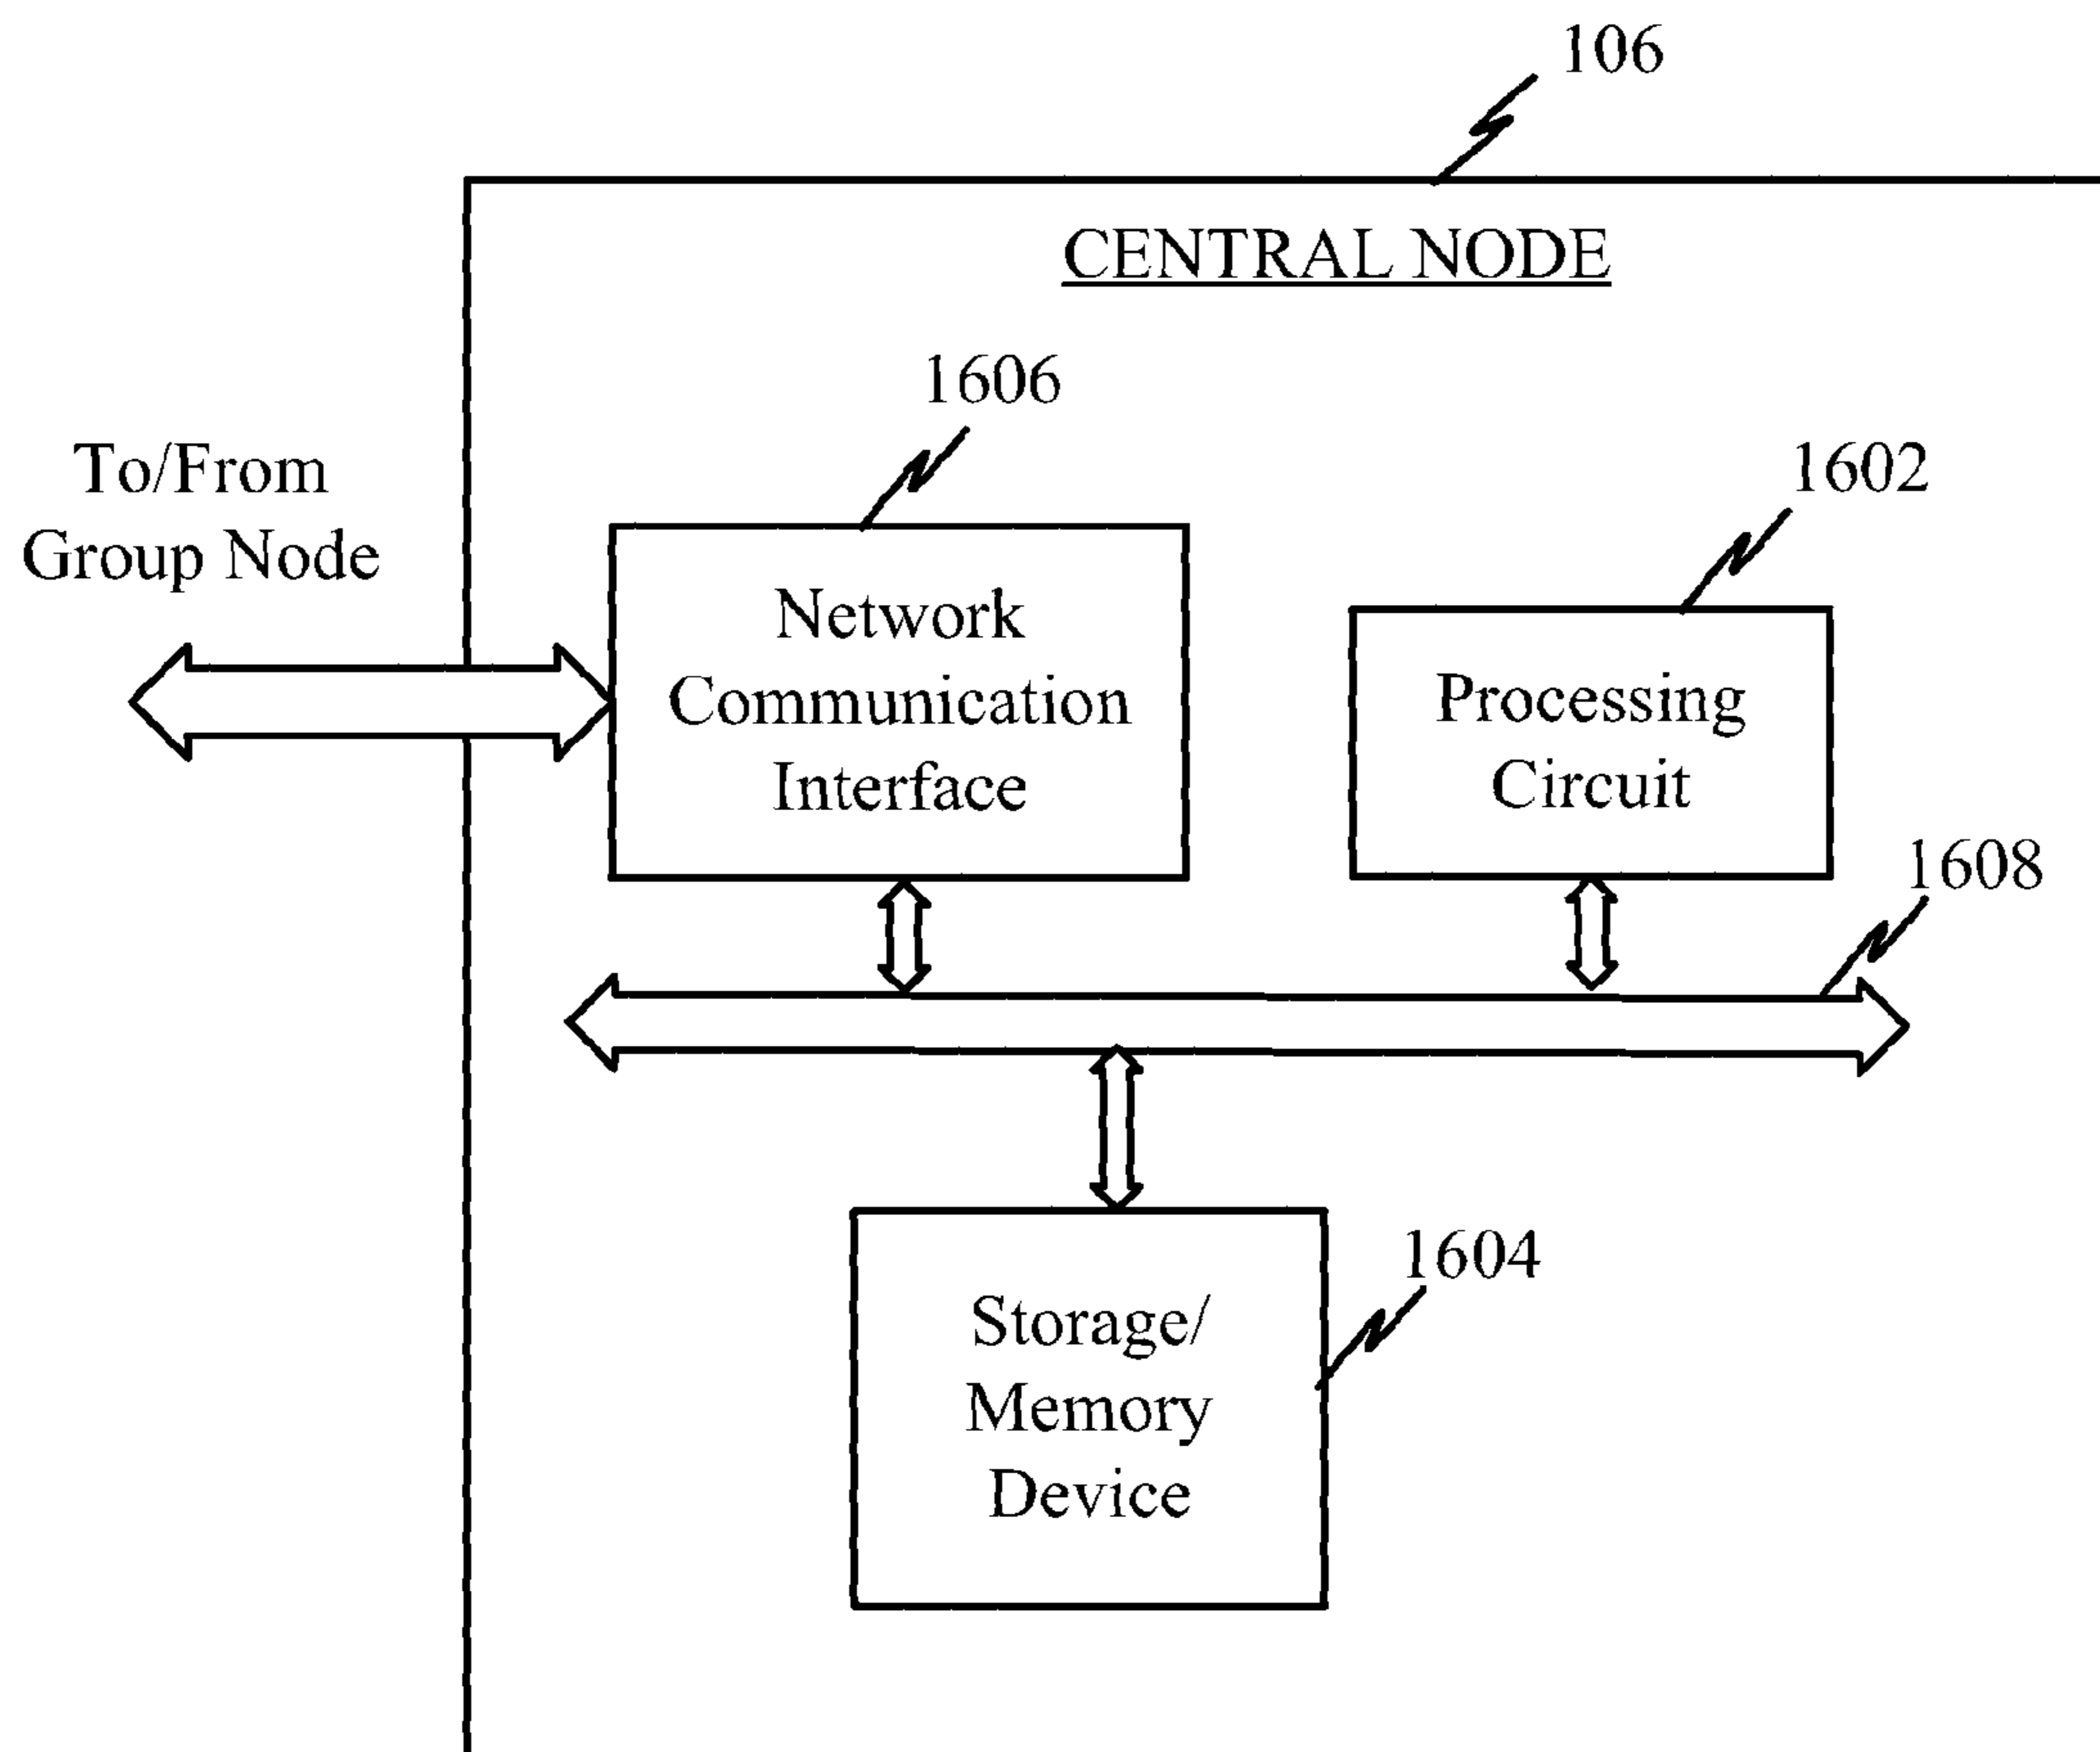 106
CENTRAL NODE
1606
To/From
Group Node
1602
Network
Communication
Interface
Processing
Circuit
1608
1604
Storage/
Memory
Device